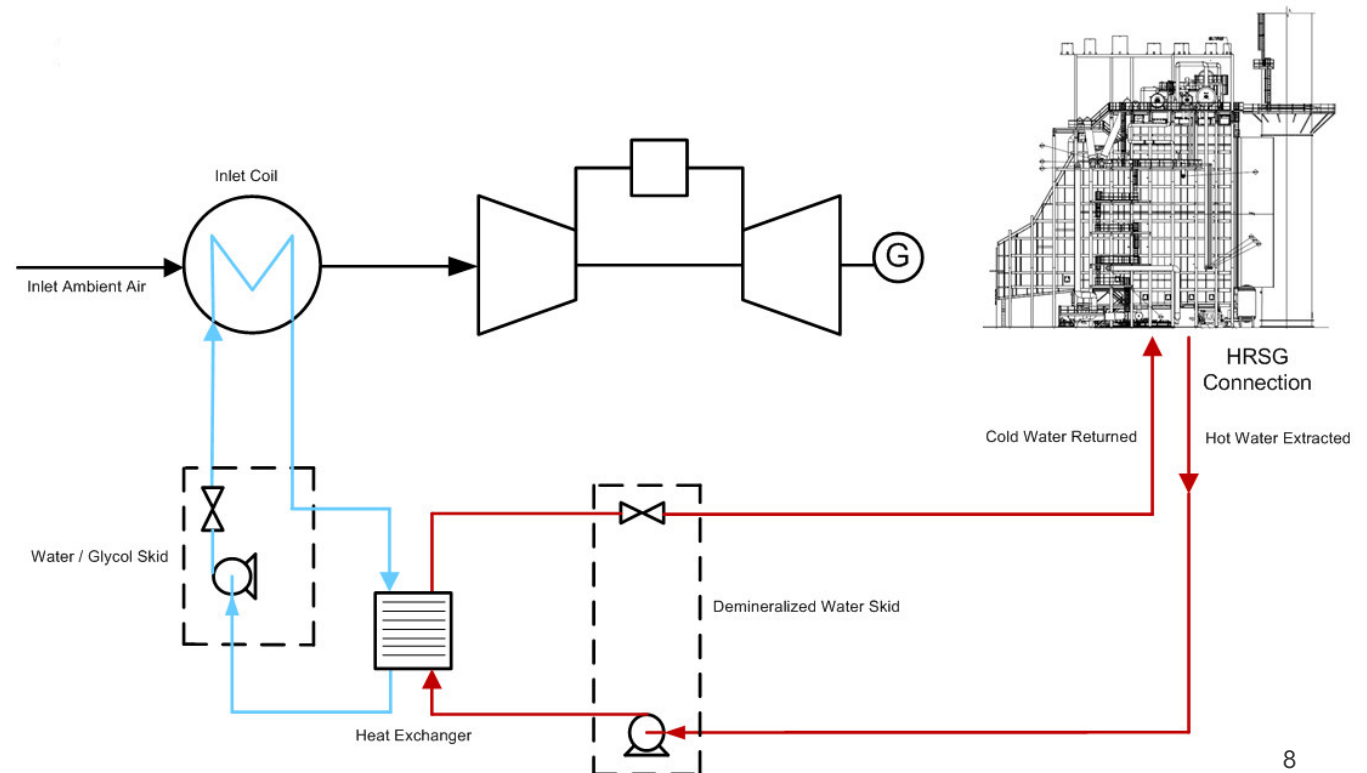 Inlet Coil
Inlet Ambient Air
G
HRSG
Connection
Cold Water Returned
Hot Water Extracted
Water / Glycol Skid
Demineralized Water Skid
Heat Exchanger
8